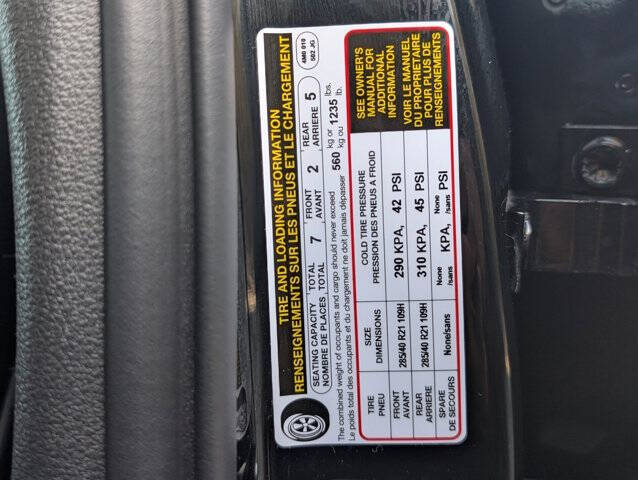 TIRE AND LOADING INFORMATION
RENSEIGNEMENTS SUR LES PNEUS ET LE CHARGEMENT
4M0 010
502 JG
SEATING CAPACITY TOTAL 7 FRONT 2 REAR 5
NOMBRE DE PLACES TOTAL AVANT ARRIERE
The combined weight of occupants and cargo should never exceed 560 kg or 1235 lbs.
Le poids total des occupants et du chargement ne doit jamais dépasser kg ou lb.
TIRE SIZE COLD TIRE PRESSURE
PNEU DIMENSIONS PRESSION DES PNEUS A FROID
FRONT 285/40 R21 109H 290 KPA, 42 PSI
AVANT
REAR 285/40 R21 109H 310 KPA, 45 PSI
ARRIERE
SPARE None/sans None/sans KPA, None/sans PSI
DE SECOURS
SEE OWNER'S
MANUAL FOR
ADDITIONAL
INFORMATION
VOIR LE MANUEL
DU PROPRIETAIRE
POUR PLUS DE
RENSEIGNEMENTS